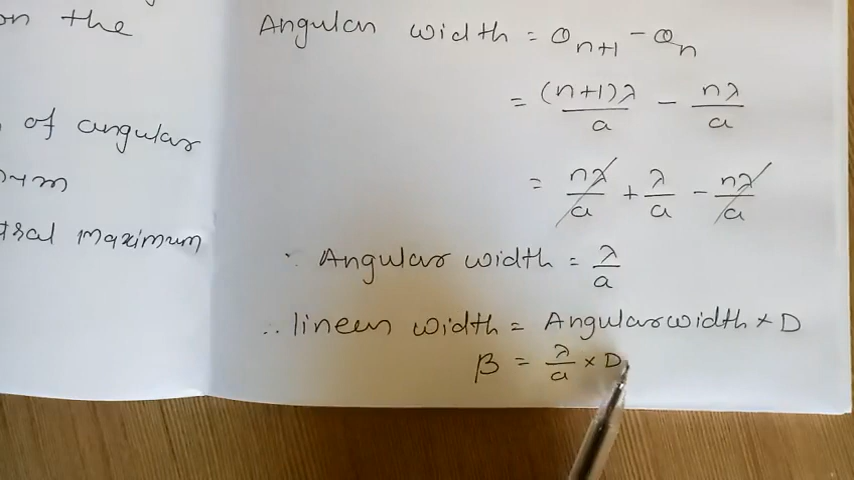 on the
of angular
tral maximum
Angular width = θn+1 − θn
= (n+1)λ/a − nλ/a
= nλ/a + λ/a − nλ/a
∴ Angular width = λ/a
∴ linear width = Angular width × D
β = λ/a × D